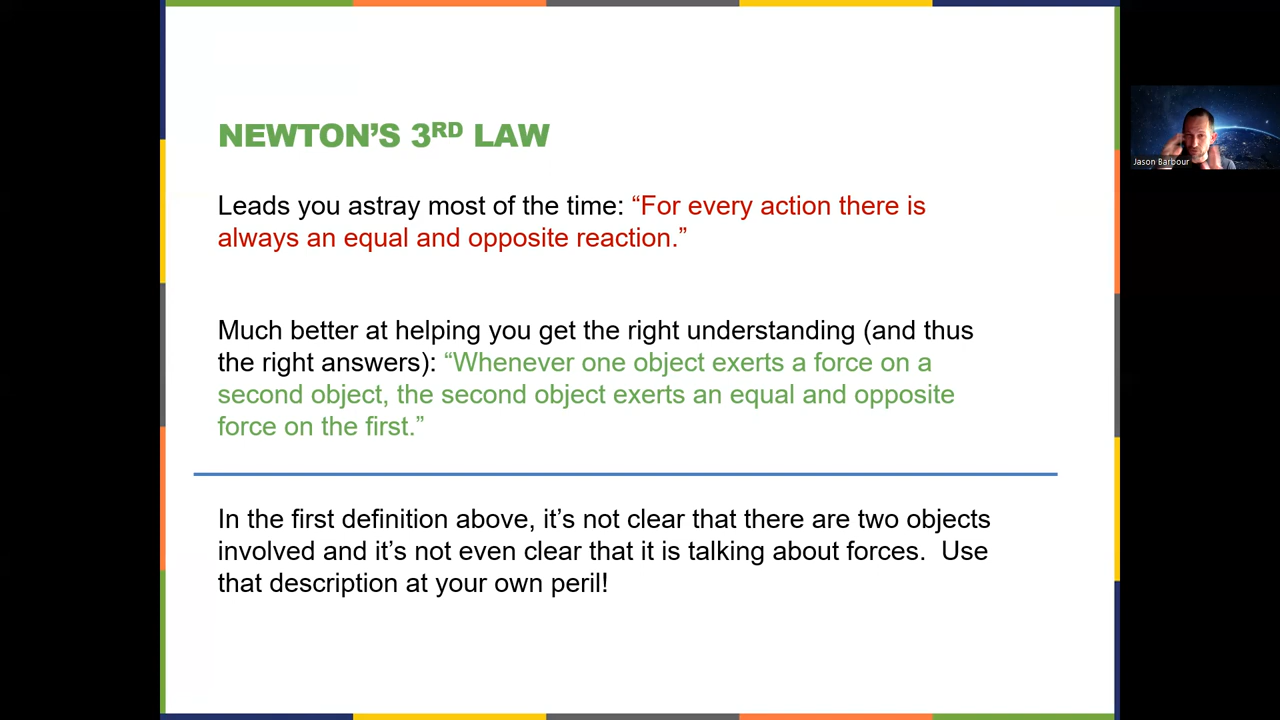 NEWTON'S 3RD LAW
Leads you astray most of the time: “For every action there is
always an equal and opposite reaction.”
Much better at helping you get the right understanding (and thus
the right answers): “Whenever one object exerts a force on a
second object, the second object exerts an equal and opposite
force on the first.”
In the first definition above, it’s not clear that there are two objects
involved and it’s not even clear that it is talking about forces.  Use
that description at your own peril!
Jason Barbour